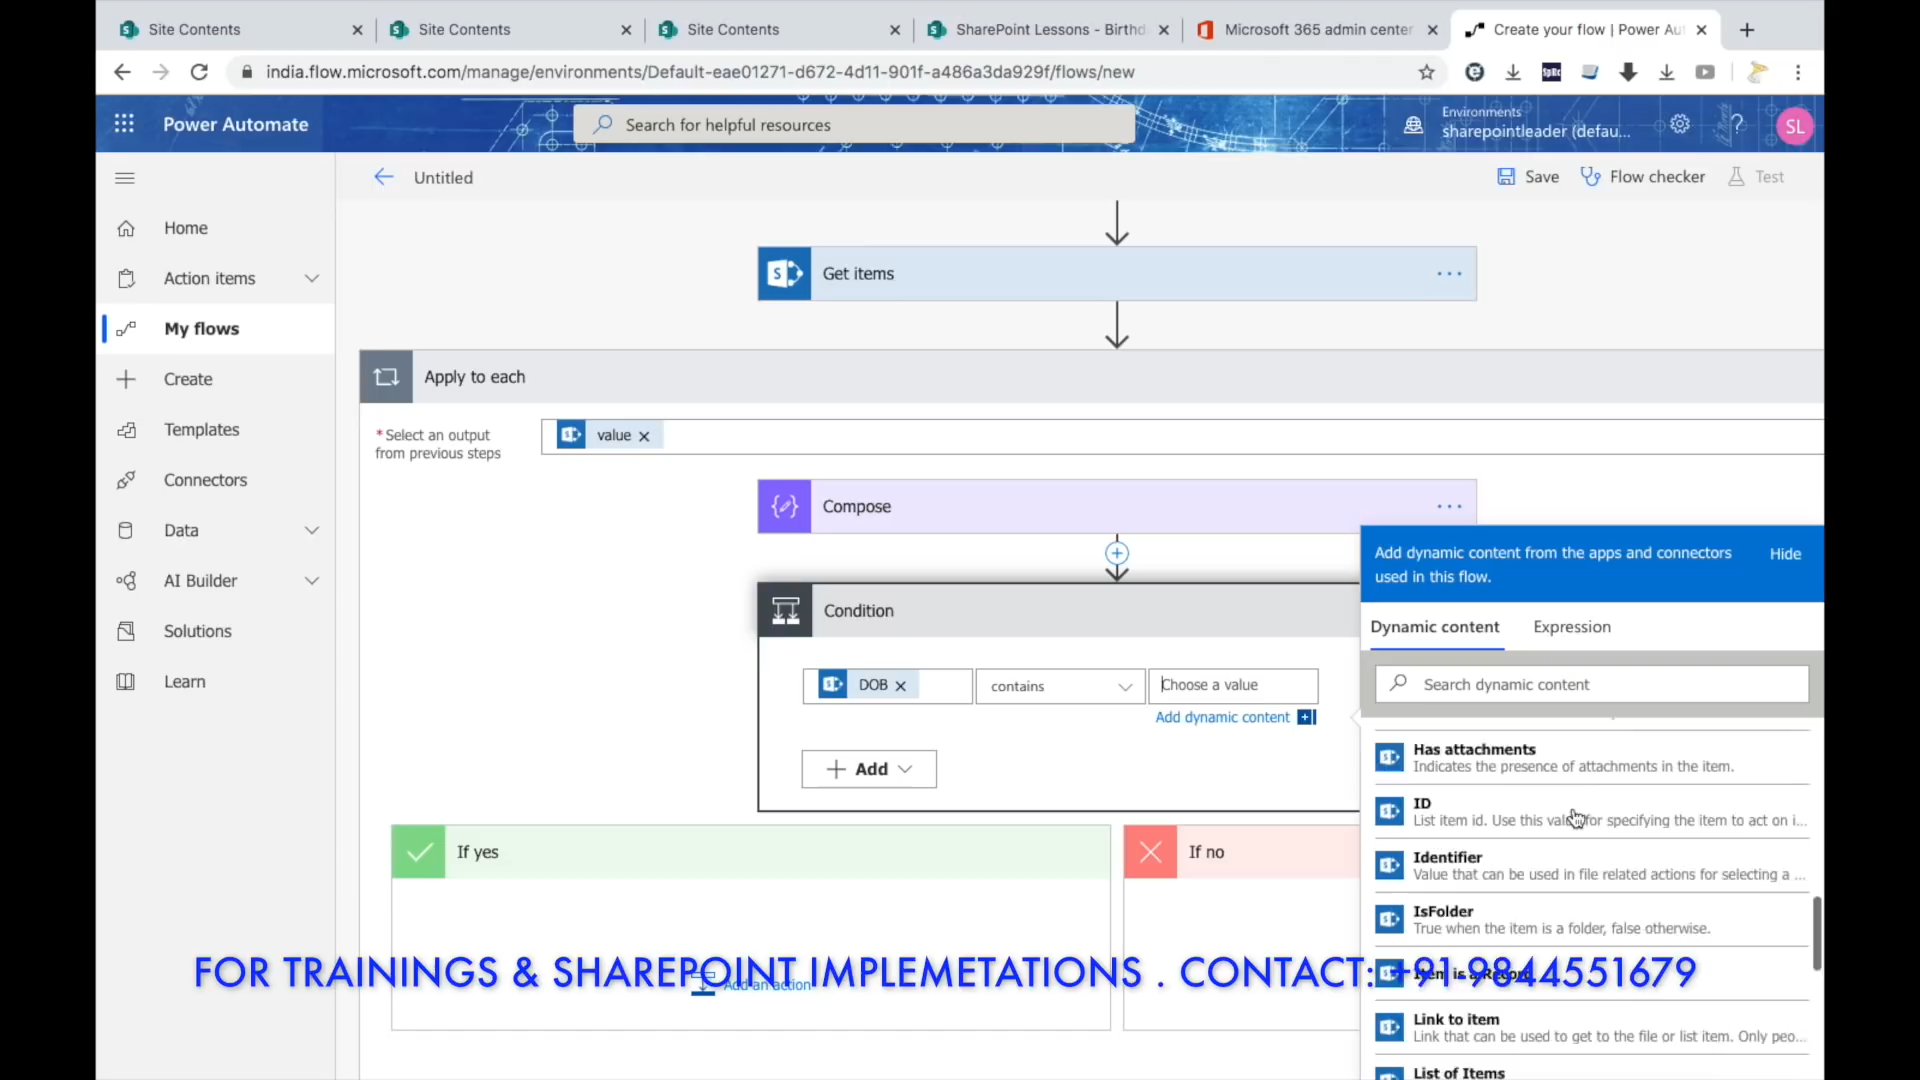 Site Contents
Site Contents
Site Contents
SharePoint Lessons - Birthd
Microsoft 365 admin center
Create your flow | Power Aut
india.flow.microsoft.com/manage/environments/Default-eae01271-d672-4d11-901f-a486a3da929f/flows/new
Power Automate
Search for helpful resources
Environments
sharepointleader (defau...
SL
Untitled
Save
Flow checker
Test
Home
Action items
My flows
Create
Templates
Connectors
Data
AI Builder
Solutions
Learn
Get items
Apply to each
* Select an output
from previous steps
value
Compose
Condition
DOB
contains
Choose a value
Add dynamic content
Add
If yes
If no
Add an action
Add dynamic content from the apps and connectors
used in this flow.
Hide
Dynamic content
Expression
Search dynamic content
Has attachments
Indicates the presence of attachments in the item.
ID
List item id. Use this value for specifying the item to act on i...
Identifier
Value that can be used in file related actions for selecting a ...
IsFolder
True when the item is a folder, false otherwise.
Item is a Record
Link to item
Link that can be used to get to the file or list item. Only peo...
List of Items
FOR TRAININGS & SHAREPOINT IMPLEMETATIONS . CONTACT: +91-9844551679